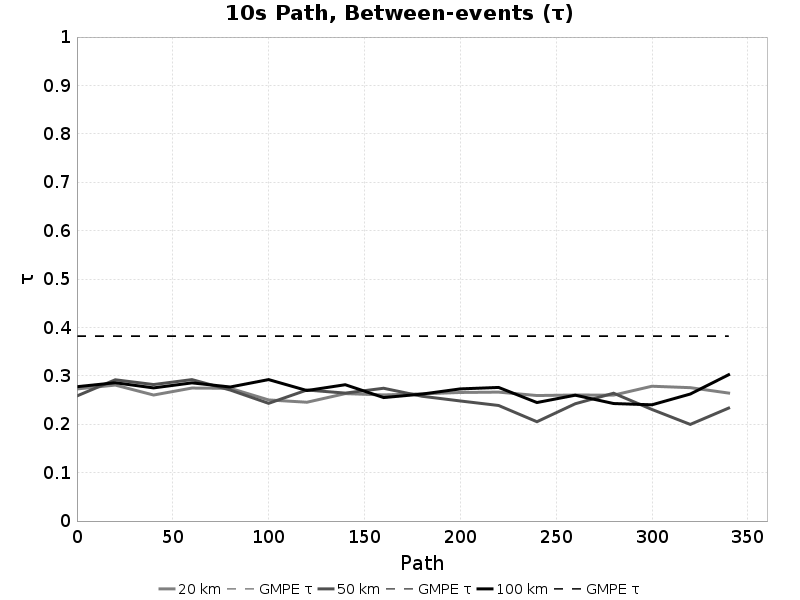 10s Path, Between-events (τ)
1
0.9
0.8
0.7
0.6
0.5
0.4
0.3
0.2
0.1
0
τ
0 50 100 150 200 250 300 350
Path
20 km GMPE τ 50 km GMPE τ 100 km GMPE τ